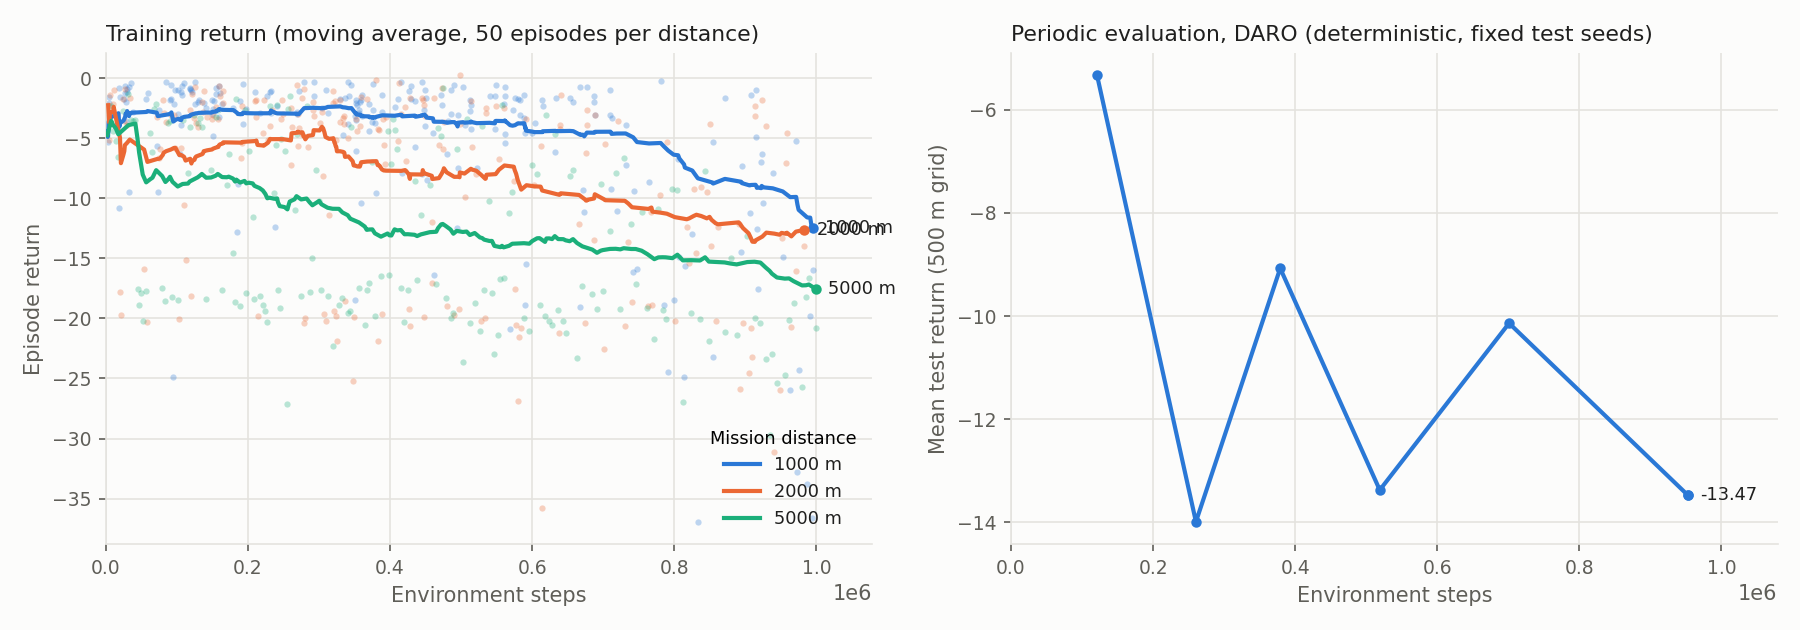 Training return (moving average, 50 episodes per distance)
Episode return
0
−5
−10
−15
−20
−25
−30
−35
1000 m
2000 m
5000 m
Mission distance
1000 m
2000 m
5000 m
0.0
0.2
0.4
0.6
0.8
1.0
1e6
Environment steps
Periodic evaluation, DARO (deterministic, fixed test seeds)
Mean test return (500 m grid)
−6
−8
−10
−12
−14
-13.47
0.0
0.2
0.4
0.6
0.8
1.0
1e6
Environment steps